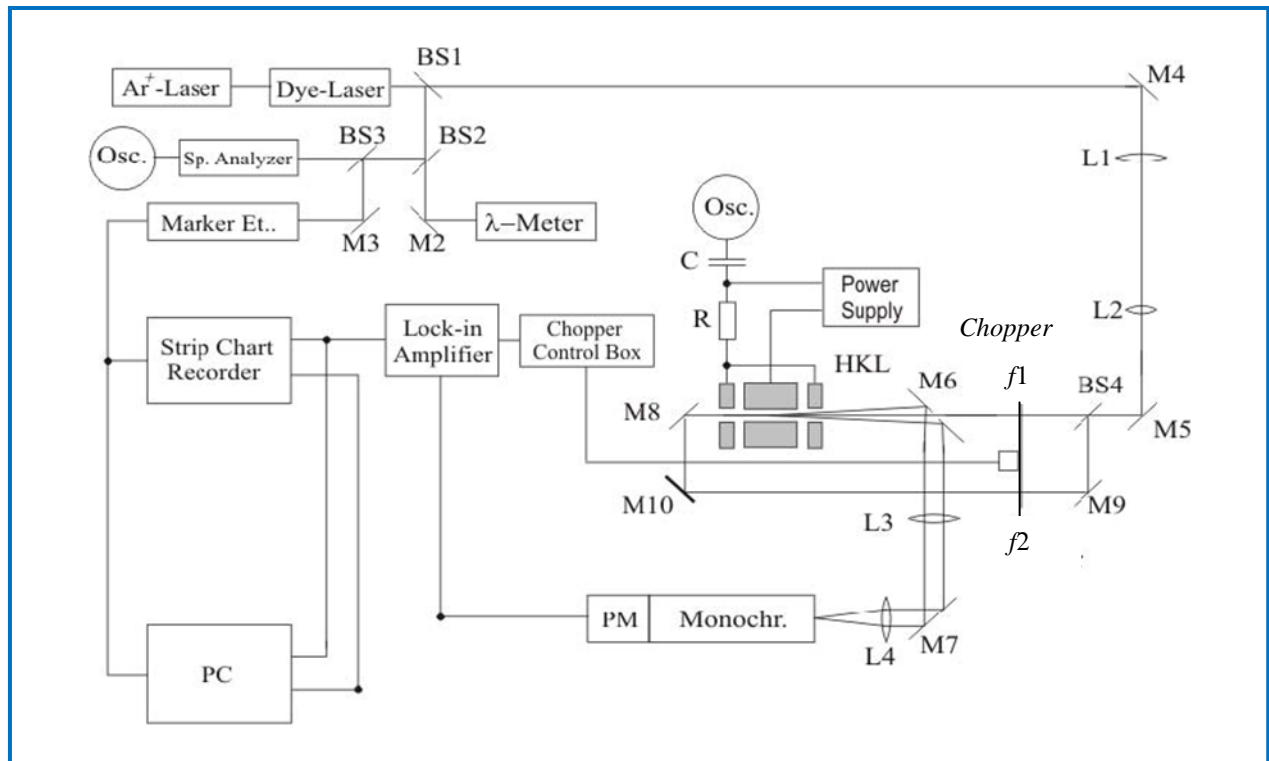 BS1
M4
Ar+-Laser
Dye-Laser
BS3
BS2
Osc.
Sp. Analyzer
L1
Marker Et..
M3
M2
λ–Meter
Osc.
C
Power
Supply
R
L2
Chopper
Strip Chart
Recorder
Lock-in
Amplifier
Chopper
Control Box
HKL
M6
f1
BS4
M8
M5
M10
L3
M9
f2
PM
Monochr.
L4
M7
PC